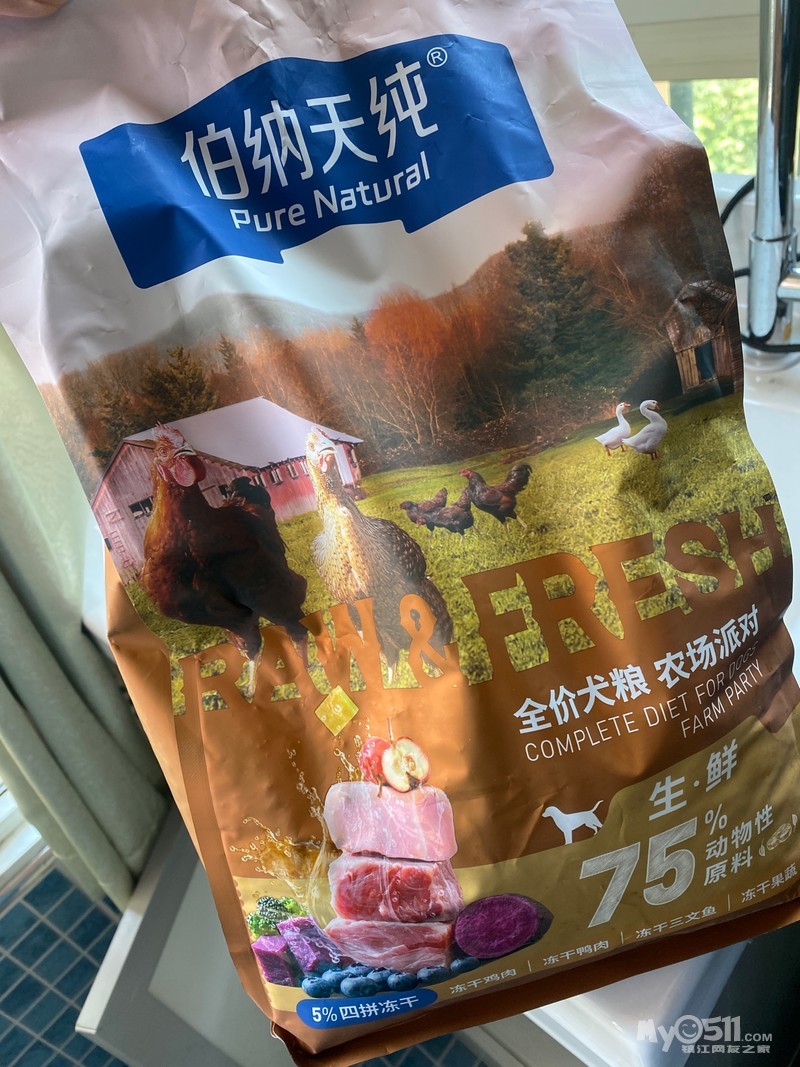 伯纳天纯®
Pure Natural
RAW & FRESH
全价犬粮 农场派对
COMPLETE DIET FOR DOGS
FARM PARTY
生·鲜
75%
动物性
原料
冻干鸡肉 | 冻干鸭肉 | 冻干三文鱼 | 冻干果蔬
5%四拼冻干
My0511.COM
镇江网友之家